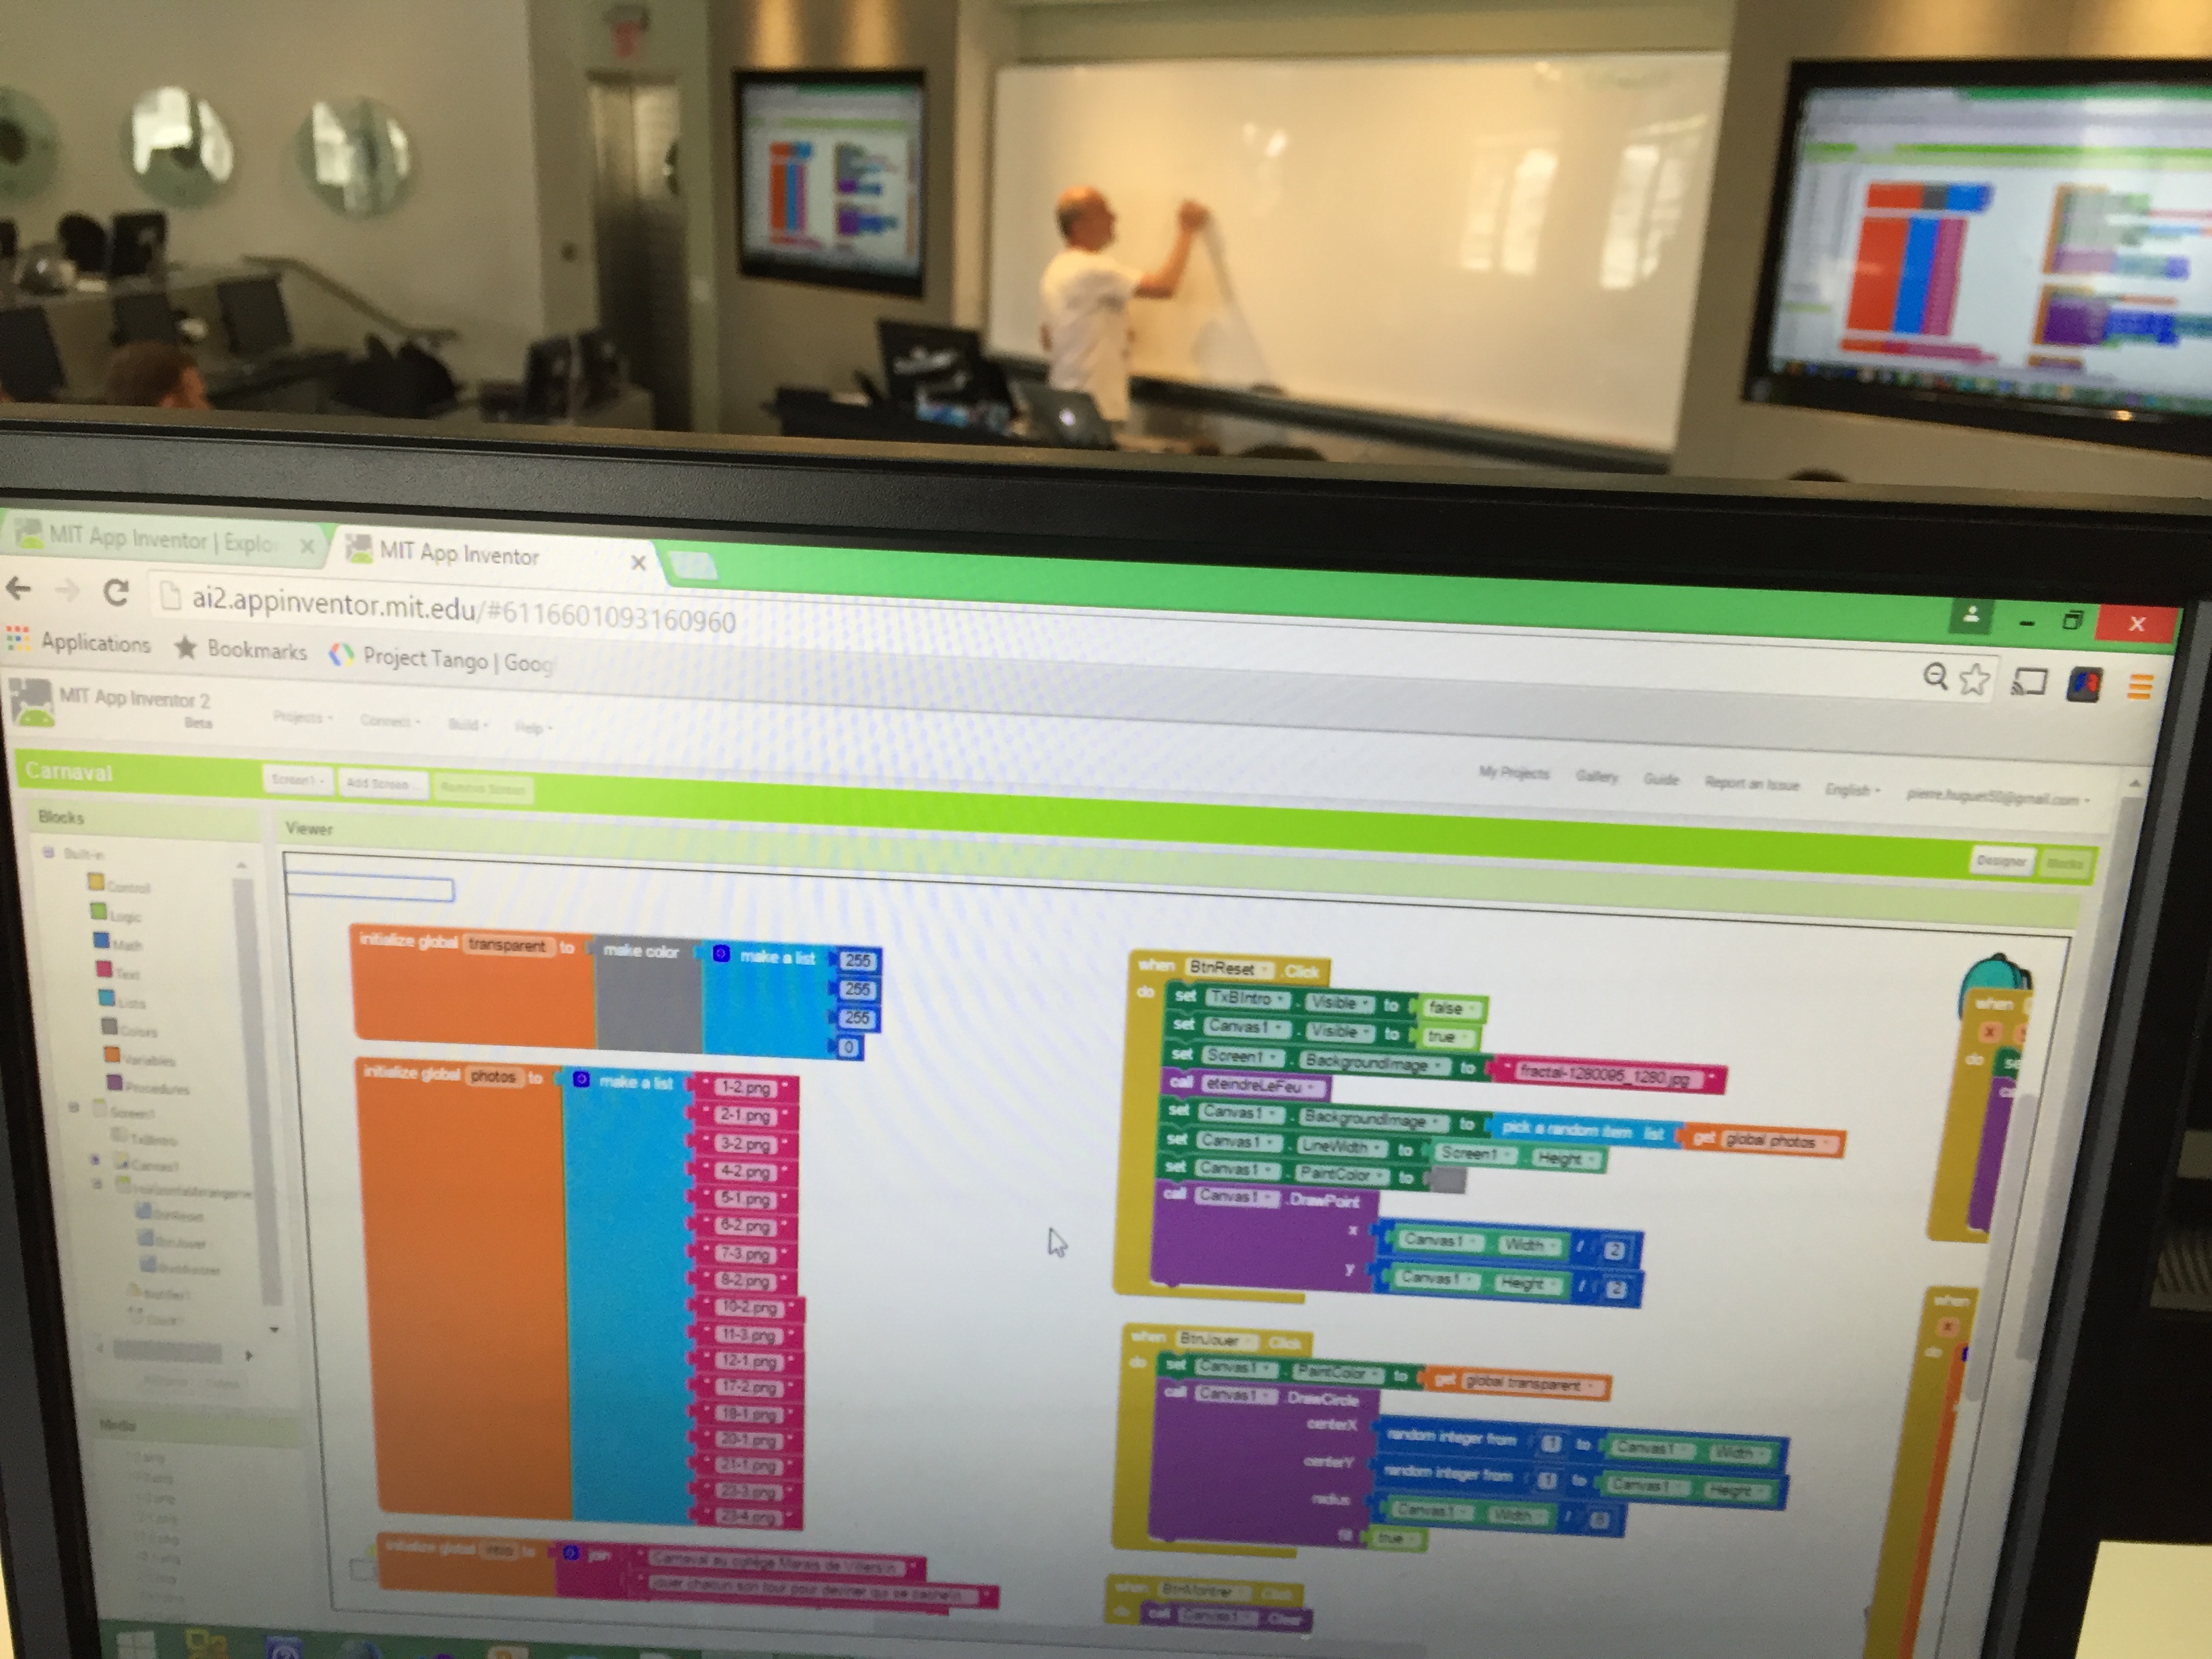 MIT App Inventor | Explo
MIT App Inventor
ai2.appinventor.mit.edu/#6116601093160960
Applications Bookmarks Project Tango | Goog
MIT App Inventor 2
Beta
Projects Connect Build Help
My Projects Gallery Guide Report an Issue English pierre.huguet50@gmail.com
Carnaval Screen1 Add Screen... Remove Screen
Designer Blocks
Blocks
Viewer
Built-in
Control
Logic
Math
Text
Lists
Colors
Variables
Procedures
Screen1
TxBIntro
Canvas1
HorizontalArrangeme
BtnReset
BtnJouer
BtnMontrer
Media
initialize global transparent to make color make a list 255
255
255
0
initialize global photos to make a list "1-2.png"
"2-1.png"
"3-2.png"
"4-2.png"
"5-1.png"
"6-2.png"
"7-3.png"
"8-2.png"
"10-2.png"
"11-3.png"
"12-1.png"
"17-2.png"
"18-1.png"
"20-1.png"
"21-1.png"
"23-3.png"
"23-4.png"
initialize global intro to join "Carnaval au collège Marais de Villers\n"
"jouer chacun son tour pour deviner qui se cache\n"
when BtnReset .Click
do set TxBIntro . Visible to false
set Canvas1 . Visible to true
set Screen1 . BackgroundImage to "fractal-1280095_1280.jpg"
call eteindreLeFeu
set Canvas1 . BackgroundImage to pick a random item list get global photos
set Canvas1 . LineWidth to Screen1 . Height
set Canvas1 . PaintColor to
call Canvas1 .DrawPoint
x Canvas1 . Width / 2
y Canvas1 . Height / 2
when BtnJouer .Click
do set Canvas1 . PaintColor to get global transparent
call Canvas1 .DrawCircle
centerX random integer from 1 to Canvas1 . Width
centerY random integer from 1 to Canvas1 . Height
radius Canvas1 . Width / 8
fill true
when BtnMontrer .Click
do call Canvas1 .Clear
when
x
do se
when
x
do